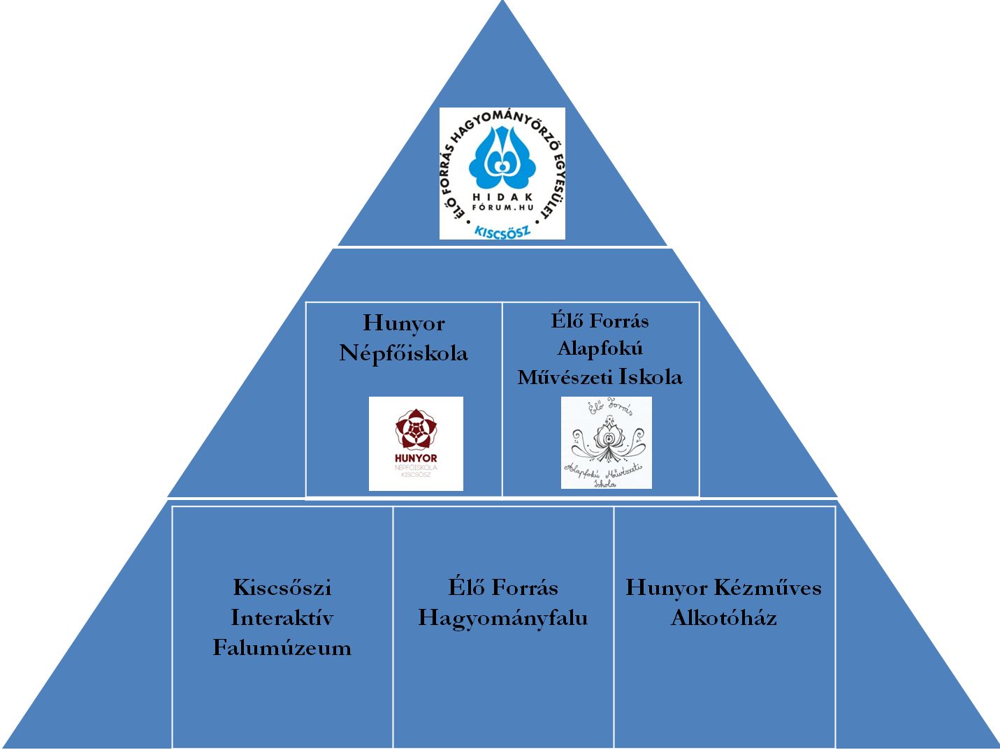 ÉLŐ FORRÁS HAGYOMÁNYŐRZŐ EGYESÜLET
HIDAK
FÓRUM.HU
• KISCSŐSZ •
Hunyor
Népfőiskola
HUNYOR
NÉPFŐISKOLA
KISCSŐSZ
Élő Forrás
Alapfokú
Művészeti Iskola
Élő Forrás
Alapfokú Művészeti
Iskola
Kiscsőszi
Interaktív
Falumúzeum
Élő Forrás
Hagyományfalu
Hunyor Kézműves
Alkotóház